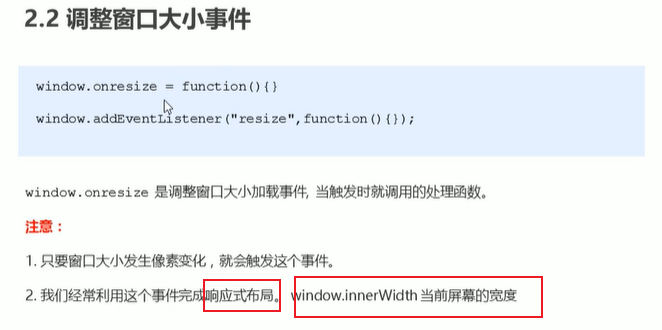 2.2 调整窗口大小事件
window.onresize = function(){}
window.addEventListener("resize",function(){});
window.onresize 是调整窗口大小加载事件, 当触发时就调用的处理函数。
注意：
1. 只要窗口大小发生像素变化，就会触发这个事件。
2. 我们经常利用这个事件完成响应式布局。 window.innerWidth 当前屏幕的宽度